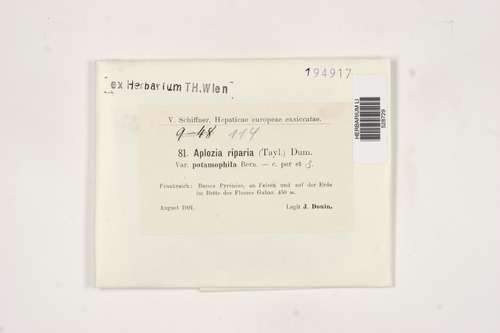 194917
[ex Herbarium TH.Wien]
HERBARIUM LI
528729
V. Schiffner, Hepaticae europeae exsiccatae.
9-48 114
81. Aplozia riparia (Tayl.) Dum.
Var. potamophila Bern. — c. per et ♂.
Frankreich: Basses Pyrénées, an Felsen und auf der Erde
im Bette des Flusses Gabas. 450 m.
August 1901. Legit J. Douin.